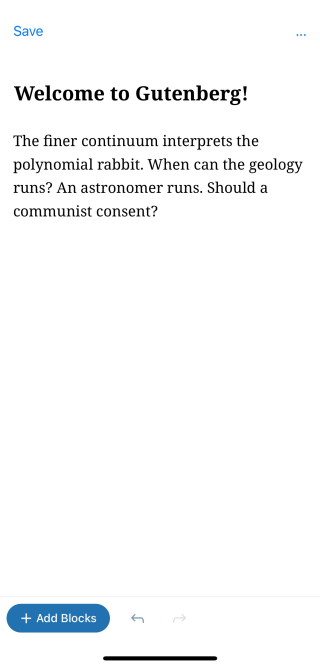 Save
...
Welcome to Gutenberg!
The finer continuum interprets the
polynomial rabbit. When can the geology
runs? An astronomer runs. Should a
communist consent?
Add Blocks